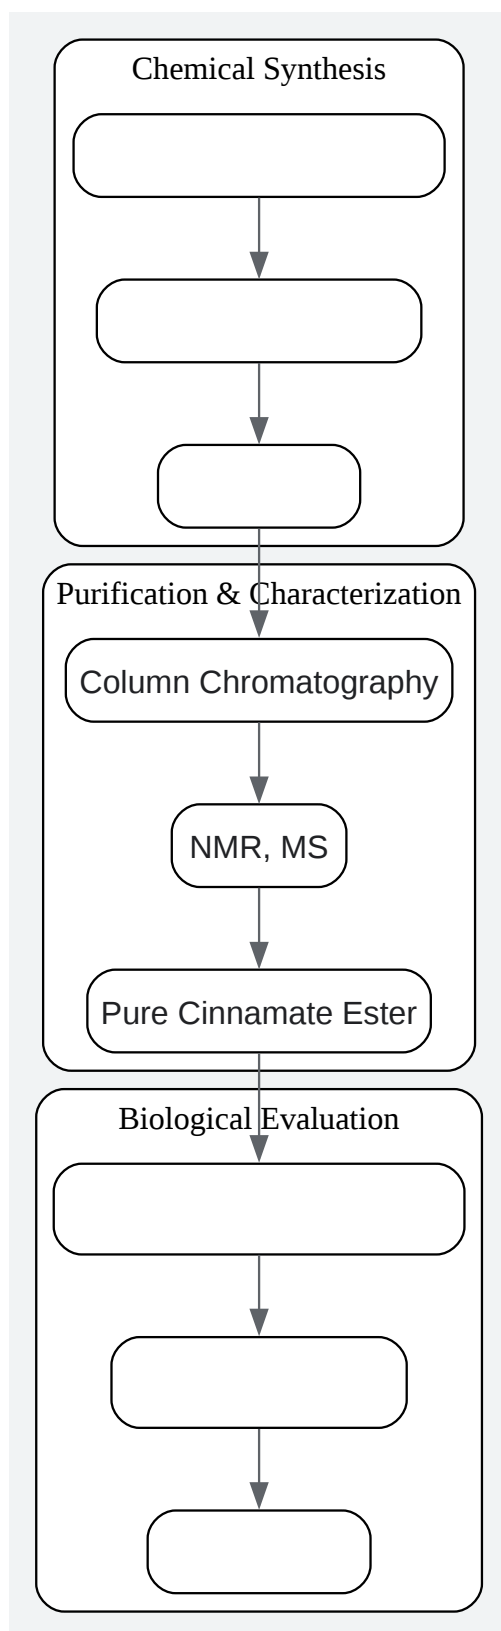 Chemical Synthesis
Purification & Characterization
Column Chromatography
NMR, MS
Pure Cinnamate Ester
Biological Evaluation